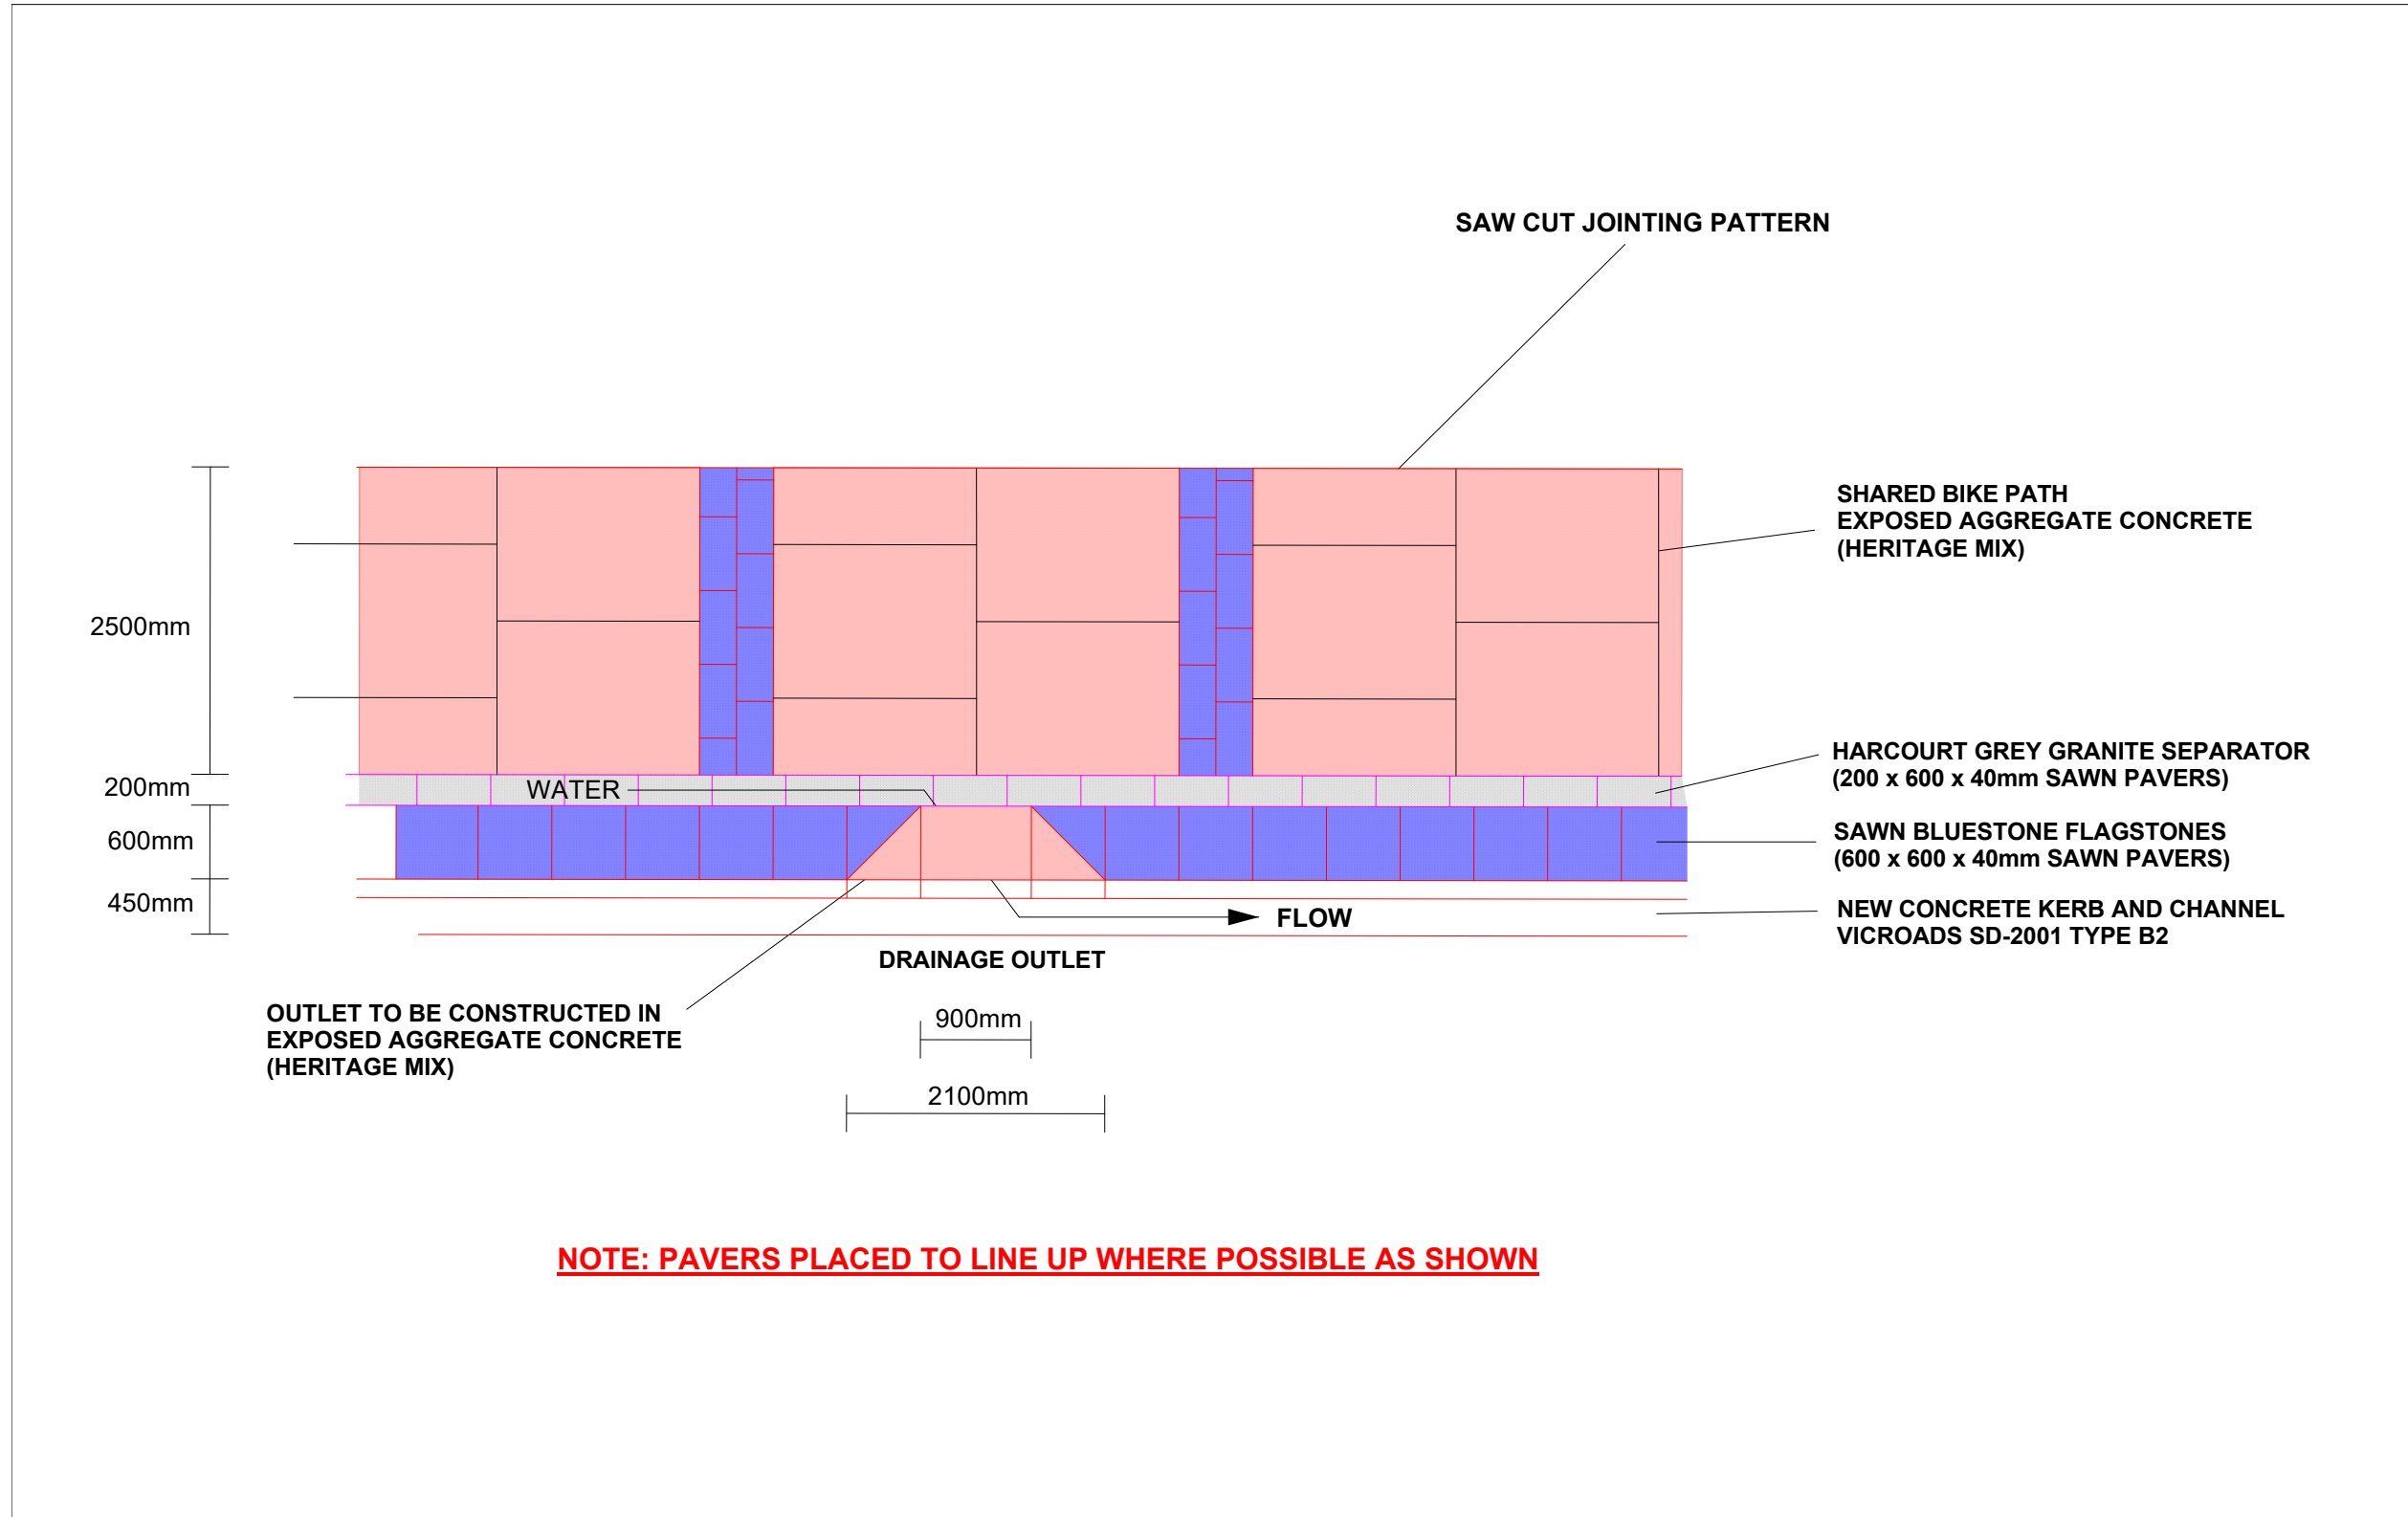 SAW CUT JOINTING PATTERN
SHARED BIKE PATH
EXPOSED AGGREGATE CONCRETE
(HERITAGE MIX)
2500mm
HARCOURT GREY GRANITE SEPARATOR
(200 x 600 x 40mm SAWN PAVERS)
200mm
WATER
SAWN BLUESTONE FLAGSTONES
(600 x 600 x 40mm SAWN PAVERS)
600mm
450mm
NEW CONCRETE KERB AND CHANNEL
VICROADS SD-2001 TYPE B2
FLOW
DRAINAGE OUTLET
OUTLET TO BE CONSTRUCTED IN
EXPOSED AGGREGATE CONCRETE
(HERITAGE MIX)
900mm
2100mm
NOTE: PAVERS PLACED TO LINE UP WHERE POSSIBLE AS SHOWN